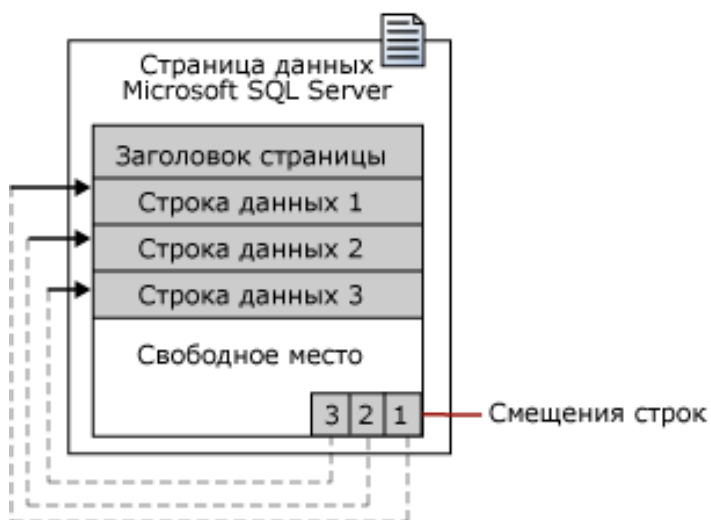 Страница данных
Microsoft SQL Server
Заголовок страницы
Строка данных 1
Строка данных 2
Строка данных 3
Свободное место
3 2 1
Смещения строк